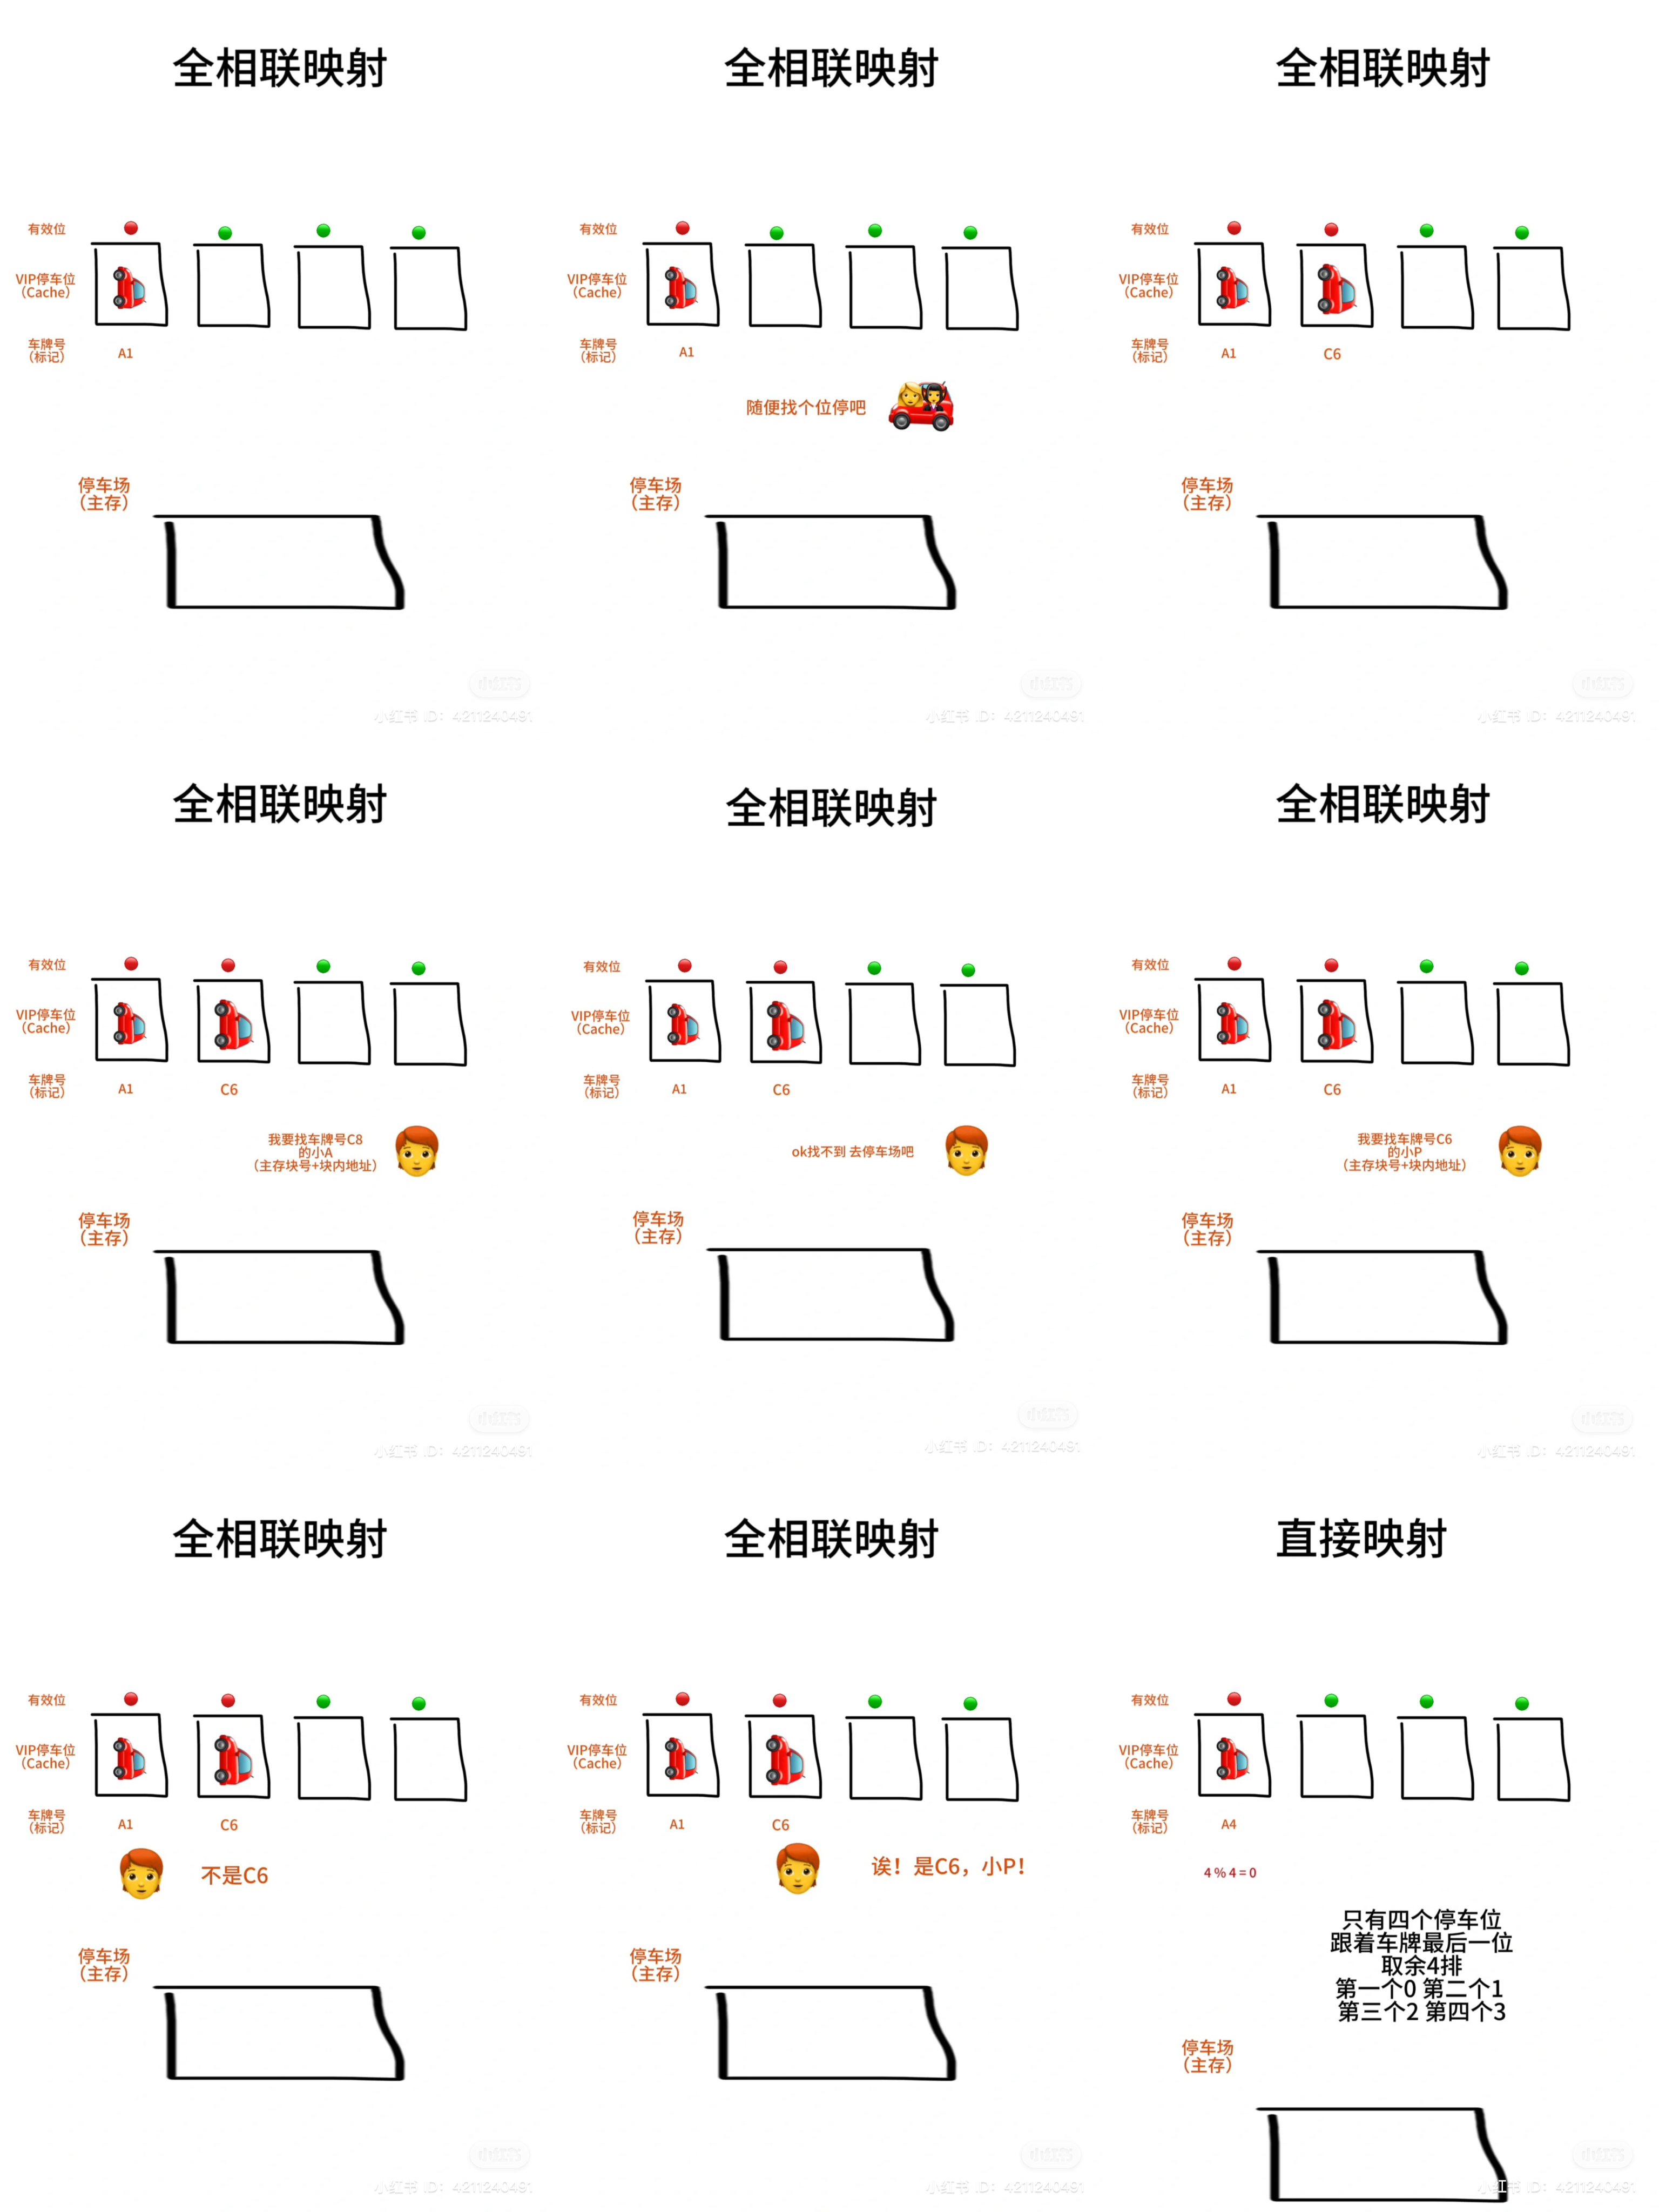 全相联映射
有效位
VIP停车位
（Cache）
车牌号
（标记）
A1
停车场
（主存）
小红书
小红书 ID: 4211240491
全相联映射
有效位
VIP停车位
（Cache）
车牌号
（标记）
A1
随便找个位停吧
停车场
（主存）
小红书
小红书 ID: 4211240491
全相联映射
有效位
VIP停车位
（Cache）
车牌号
（标记）
A1
C6
停车场
（主存）
小红书
小红书 ID: 4211240491
全相联映射
有效位
VIP停车位
（Cache）
车牌号
（标记）
A1
C6
我要找车牌号C8
的小A
（主存块号+块内地址）
停车场
（主存）
小红书
小红书 ID: 4211240491
全相联映射
有效位
VIP停车位
（Cache）
车牌号
（标记）
A1
C6
ok找不到 去停车场吧
停车场
（主存）
小红书
小红书 ID: 4211240491
全相联映射
有效位
VIP停车位
（Cache）
车牌号
（标记）
A1
C6
我要找车牌号C6
的小P
（主存块号+块内地址）
停车场
（主存）
小红书
小红书 ID: 4211240491
全相联映射
有效位
VIP停车位
（Cache）
车牌号
（标记）
A1
C6
不是C6
停车场
（主存）
小红书
小红书 ID: 4211240491
全相联映射
有效位
VIP停车位
（Cache）
车牌号
（标记）
A1
C6
诶！是C6，小P！
停车场
（主存）
小红书
小红书 ID: 4211240491
直接映射
有效位
VIP停车位
（Cache）
车牌号
（标记）
A4
4 % 4 = 0
只有四个停车位
跟着车牌最后一位
取余4排
第一个0 第二个1
第三个2 第四个3
停车场
（主存）
小红书
小红书 ID: 4211240491